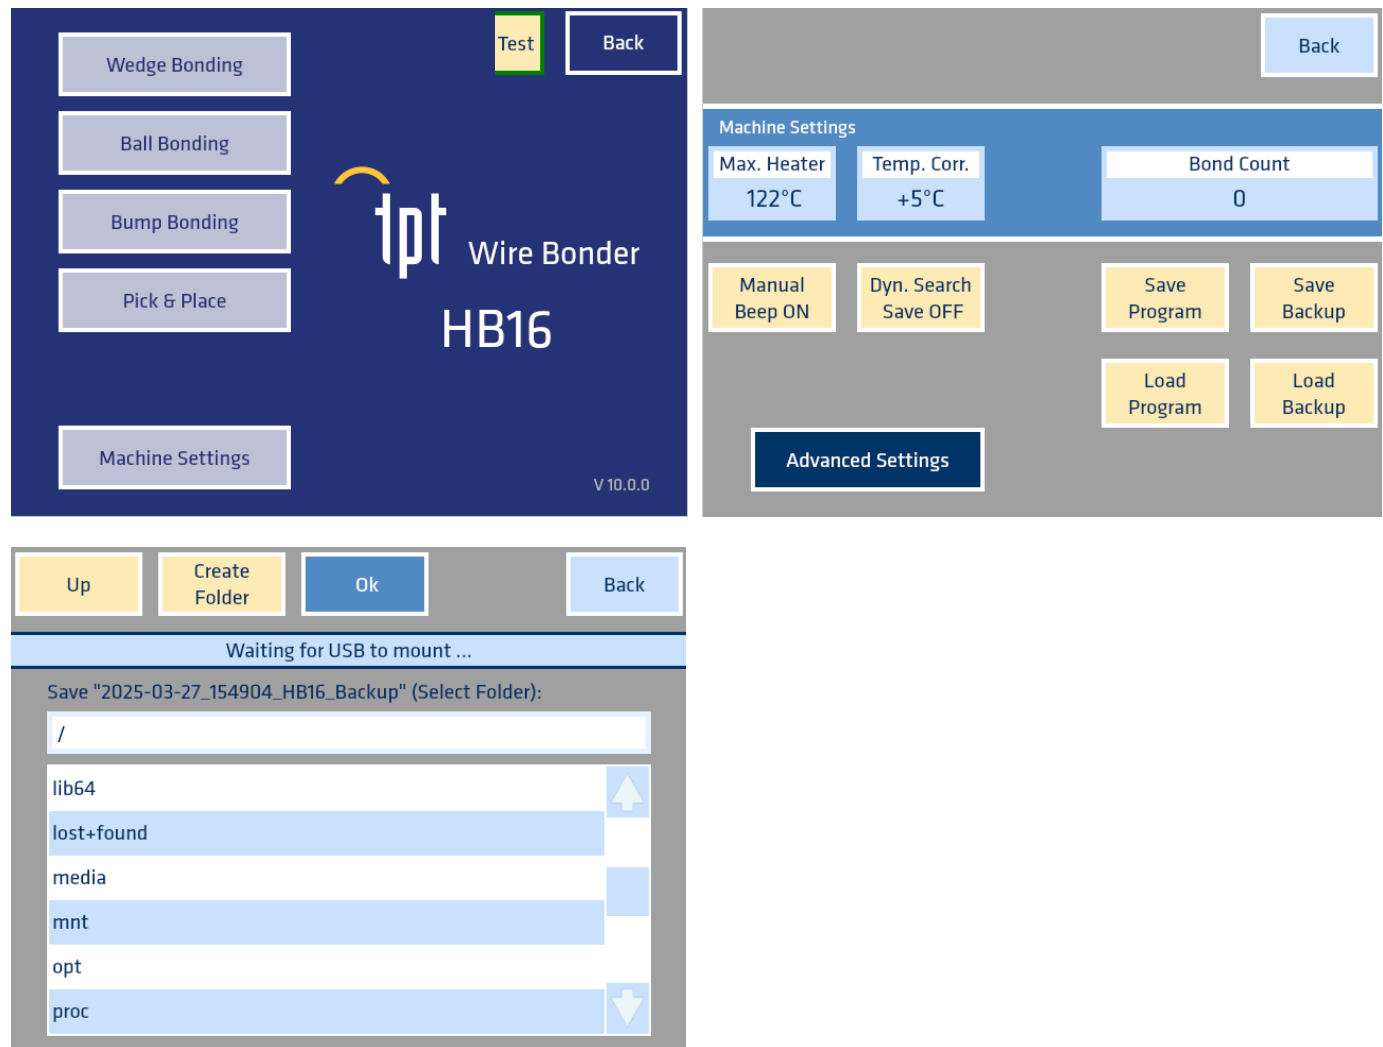 Test
Back
Wedge Bonding
Ball Bonding
Bump Bonding
Pick & Place
tpt Wire Bonder
HB16
Machine Settings
V 10.0.0
Back
Machine Settings
Max. Heater
122°C
Temp. Corr.
+5°C
Bond Count
0
Manual
Beep ON
Dyn. Search
Save OFF
Save
Program
Save
Backup
Load
Program
Load
Backup
Advanced Settings
Up
Create
Folder
Ok
Back
Waiting for USB to mount ...
Save "2025-03-27_154904_HB16_Backup" (Select Folder):
/
lib64
lost+found
media
mnt
opt
proc